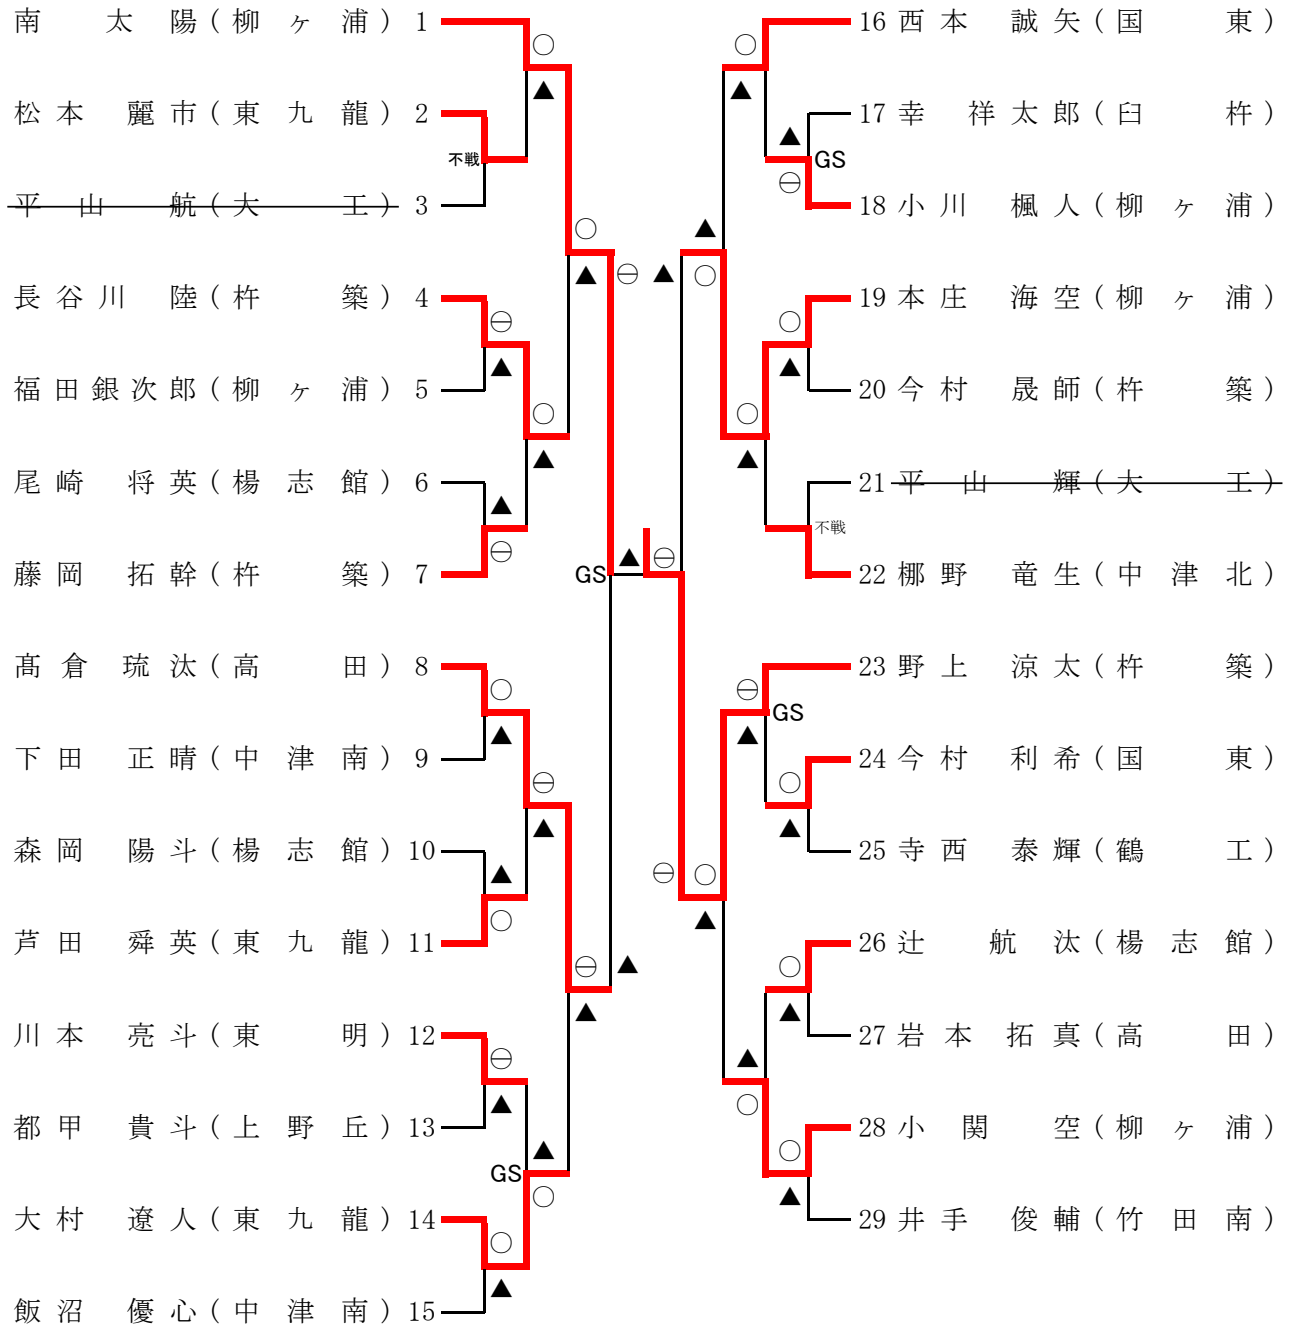 南 太陽(柳ヶ浦) 1
松本 麗市(東九龍) 2
不戦
平山 航(大王) 3
長谷川 陸(杵築) 4
福田銀次郎(柳ヶ浦) 5
尾崎 将英(楊志館) 6
藤岡 拓幹(杵築) 7
髙倉 琉汰(高田) 8
下田 正晴(中津南) 9
森岡 陽斗(楊志館) 10
芦田 舜英(東九龍) 11
川本 亮斗(東明) 12
都甲 貴斗(上野丘) 13
GS
大村 遼人(東九龍) 14
飯沼 優心(中津南) 15
GS
16 西本 誠矢(国東)
17 幸 祥太郎(臼杵)
GS
18 小川 楓人(柳ヶ浦)
19 本庄 海空(柳ヶ浦)
20 今村 晟師(杵築)
21 平山 輝(大王)
不戦
22 梛野 竜生(中津北)
23 野上 涼太(杵築)
GS
24 今村 利希(国東)
25 寺西 泰輝(鶴工)
26 辻 航汰(楊志館)
27 岩本 拓真(高田)
28 小関 空(柳ヶ浦)
29 井手 俊輔(竹田南)